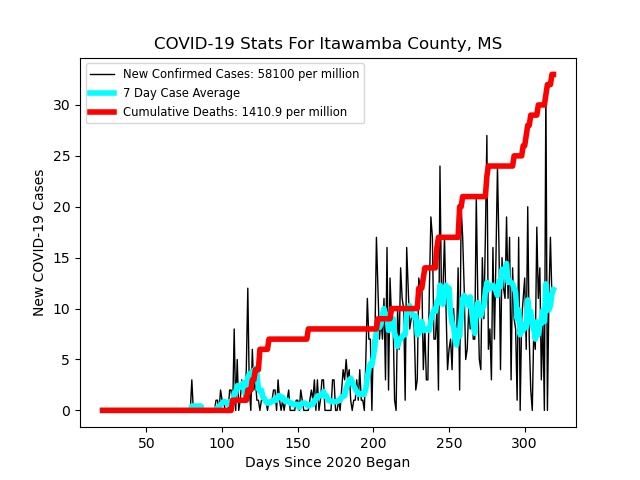 COVID-19 Stats For Itawamba County, MS
New Confirmed Cases: 58100 per million
7 Day Case Average
Cumulative Deaths: 1410.9 per million
New COVID-19 Cases
30
25
20
15
10
5
0
50 100 150 200 250 300
Days Since 2020 Began